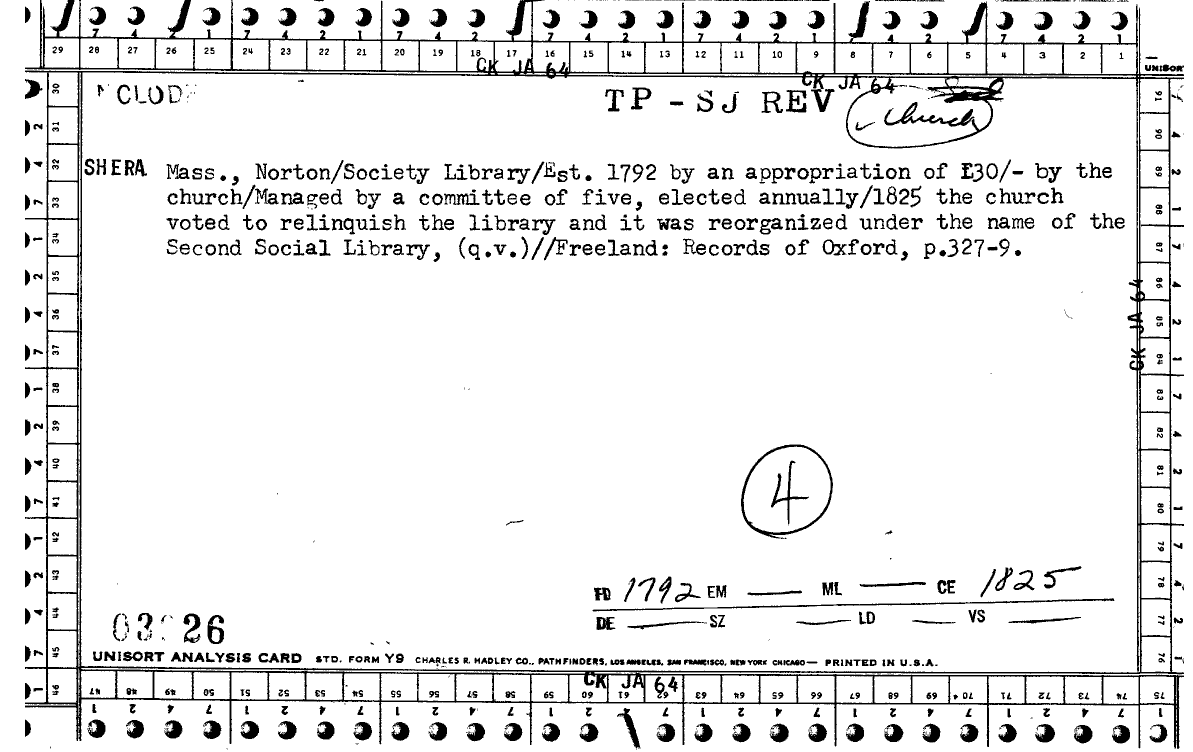 7 4 2 1 7 4 2 1 7 4 2 1 7 4 2 1 7 4 2 1 7 4 2 1 7 4 2 1
29 28 27 26 25 24 23 22 21 20 19 18 17 16 15 14 13 12 11 10 9 8 7 6 5 4 3 2 1
CK JA 64
CK JA 64
UNISORT
TP - SJ REV
Church
SHERA Mass., Norton/Society Library/Est. 1792 by an appropriation of £30/- by the
church/Managed by a committee of five, elected annually/1825 the church
voted to relinquish the library and it was reorganized under the name of the
Second Social Library, (q.v.)//Freeland: Records of Oxford, p.327-9.
30
31
32
33
34
35
36
37
38
39
40
41
42
43
44
45
46
91
90
89
88
87
86
85
84
83
82
81
80
79
78
77
76
CK JA 64
4
FD 1792 EM ML CE 1825
DE SZ LD VS
26
UNISORT ANALYSIS CARD STD. FORM Y9 CHARLES R. HADLEY CO., PATHFINDERS, LOS ANGELES, SAN FRANCISCO, NEW YORK CHICAGO — PRINTED IN U.S.A.
CK JA 64
47 48 49 50 51 52 53 54 55 56 57 58 59 60 61 62 63 64 65 66 67 68 69 70 71 72 73 74 75
1 2 4 7 1 2 4 7 1 2 4 7 1 2 4 7 1 2 4 7 1 2 4 7 1 2 4 7 1